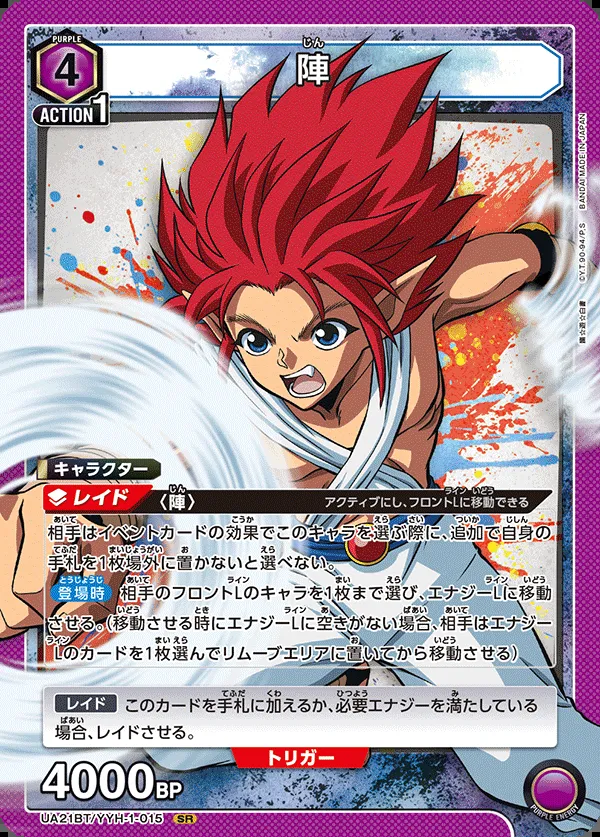 PURPLE
4
ACTION 1
じん
陣
©Y.T.90-94/P,S BANDAI MADE IN JAPAN
キャラクター
レイド 〈陣〉 アクティブにし、フロントLに移動できる
相手はイベントカードの効果でこのキャラを選ぶ際に、追加で自身の
手札を1枚場外に置かないと選べない。
登場時 相手のフロントLのキャラを1枚まで選び、エナジーLに移動
させる。(移動させる時にエナジーLに空きがない場合、相手はエナジー
Lのカードを1枚選んでリムーブエリアに置いてから移動させる)
レイド このカードを手札に加えるか、必要エナジーを満たしている
場合、レイドさせる。
トリガー
4000BP
UA21BT/YYH-1-015 SR
PURPLE ENERGY